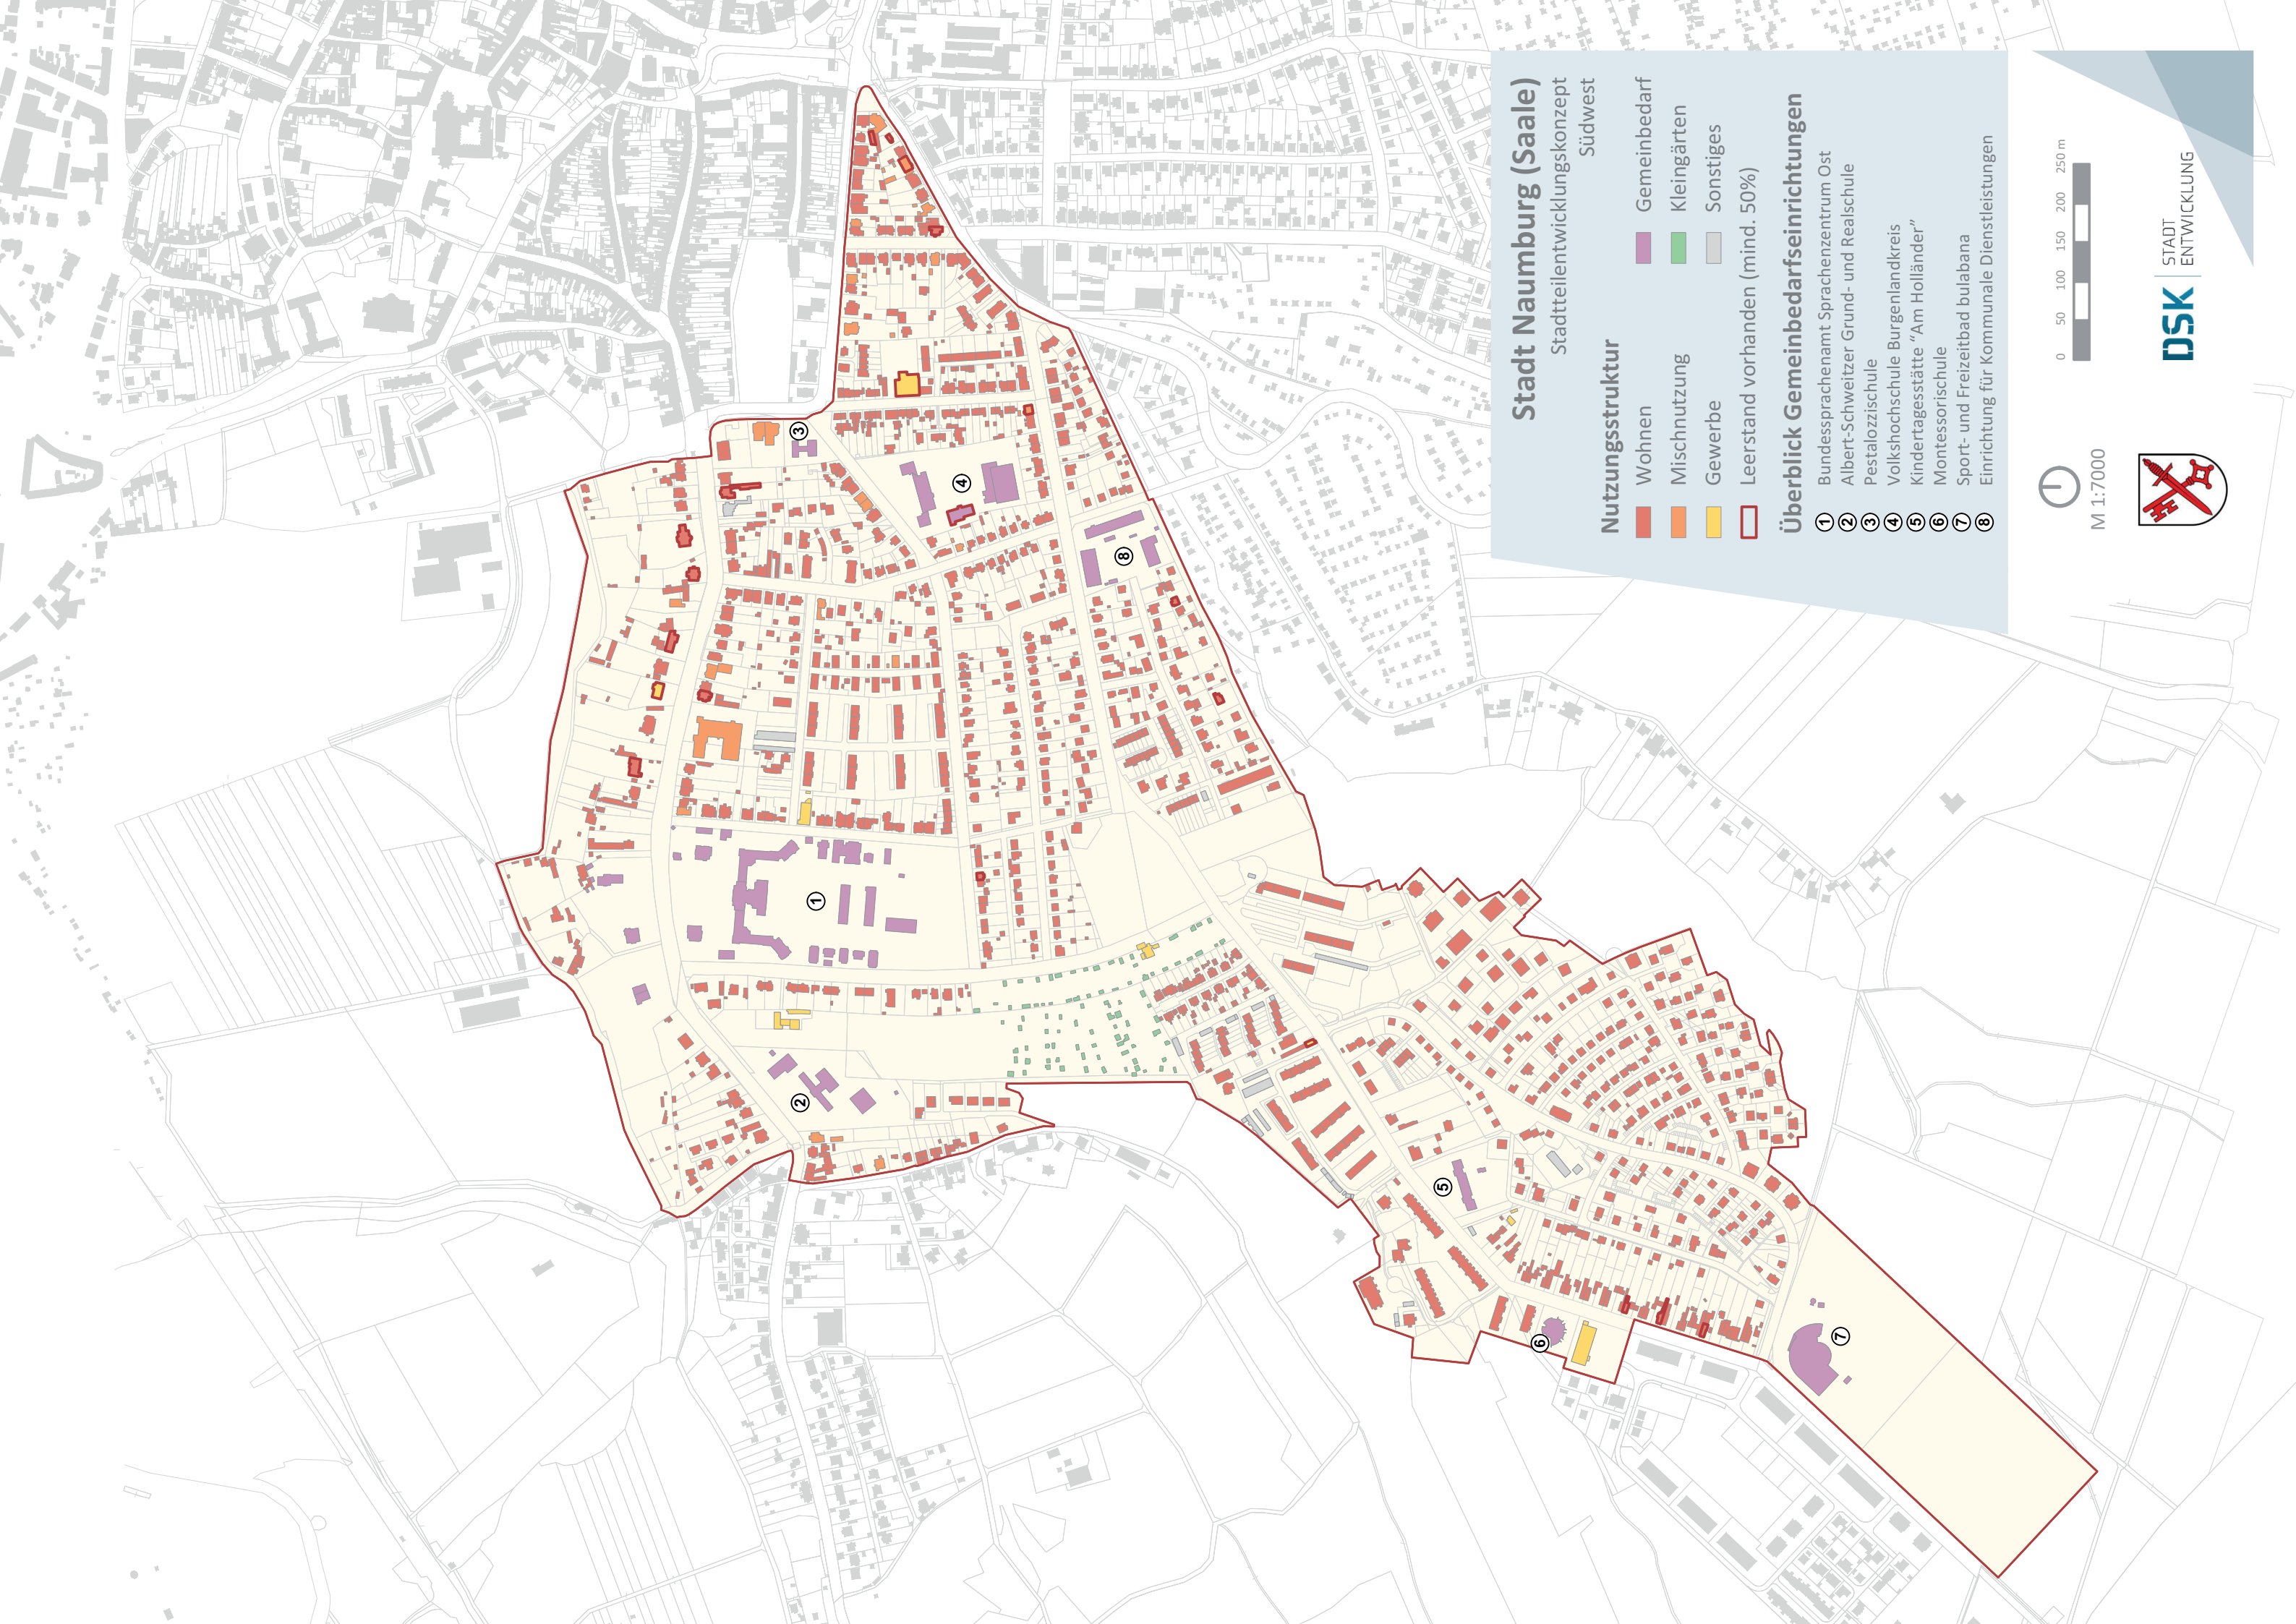 Stadt Naumburg (Saale)
Stadtteilentwicklungskonzept
Südwest
Nutzungsstruktur
Wohnen
Mischnutzung
Gewerbe
Gemeinbedarf
Kleingärten
Sonstiges
Leerstand vorhanden (mind. 50%)
Überblick Gemeinbedarfseinrichtungen
1 Bundessprachenamt Sprachenzentrum Ost
2 Albert-Schweitzer Grund- und Realschule
3 Pestalozzischule
4 Volkshochschule Burgenlandkreis
5 Kindertagesstätte “Am Holländer”
6 Montessorischule
7 Sport- und Freizeitbad bulabana
8 Einrichtung für Kommunale Dienstleistungen
M 1:7000
0 50 100 150 200 250 m
DSK
STADT
ENTWICKLUNG
3
4
8
1
2
5
6
7